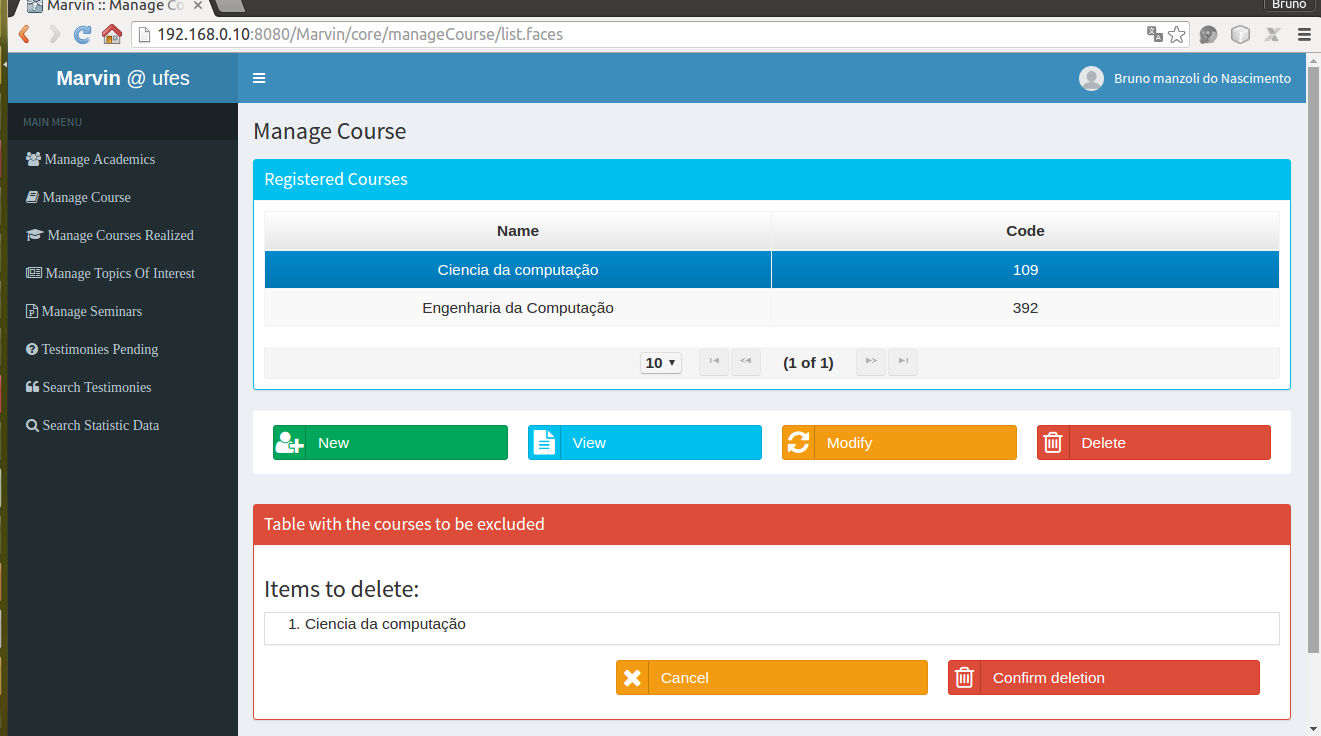 Marvin :: Manage Co
Bruno
192.168.0.10:8080/Marvin/core/manageCourse/list.faces
Marvin @ ufes
Bruno manzoli do Nascimento
MAIN MENU
Manage Academics
Manage Course
Manage Courses Realized
Manage Topics Of Interest
Manage Seminars
Testimonies Pending
Search Testimonies
Search Statistic Data
Manage Course
Registered Courses
Name Code
Ciencia da computação 109
Engenharia da Computação 392
10 (1 of 1)
New View Modify Delete
Table with the courses to be excluded
Items to delete:
1. Ciencia da computação
Cancel Confirm deletion